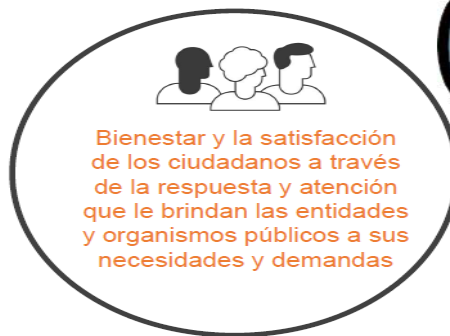 Bienestar y la satisfacción
de los ciudadanos a través
de la respuesta y atención
que le brindan las entidades
y organismos públicos a sus
necesidades y demandas